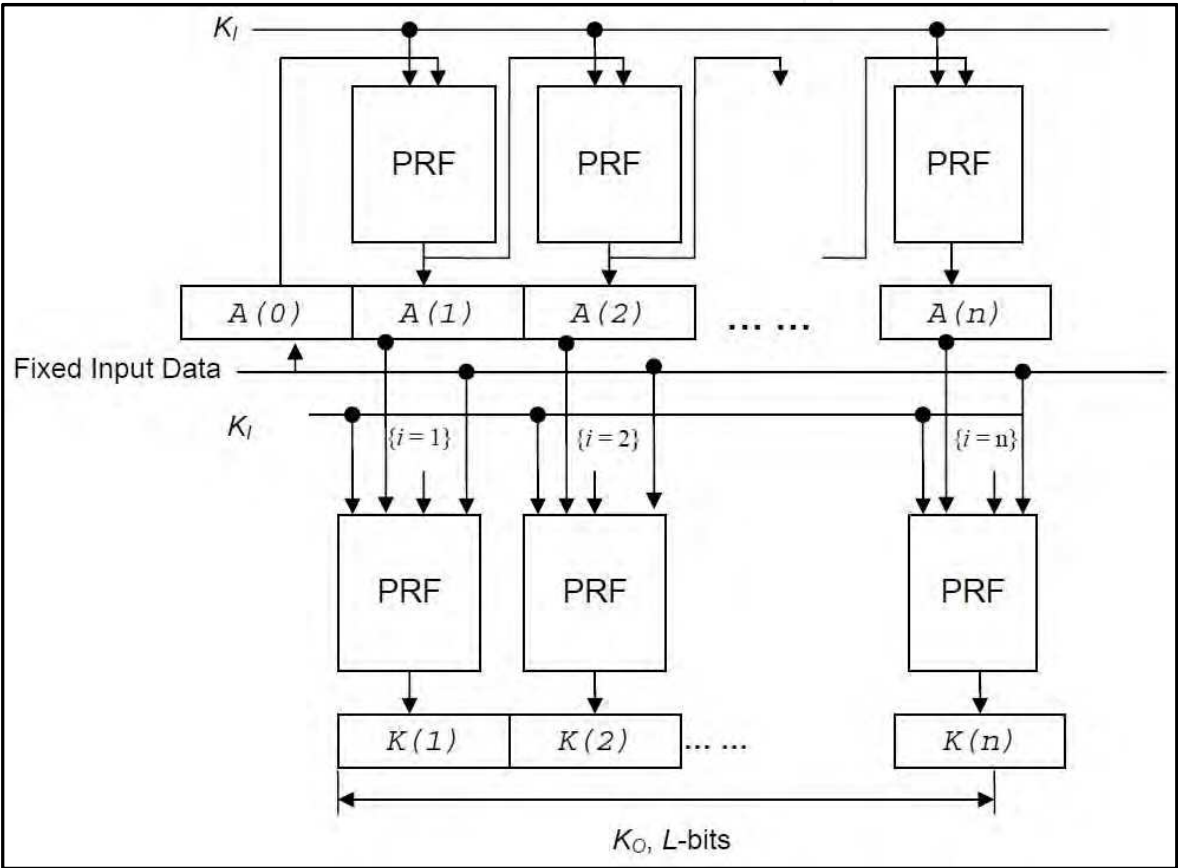 K_I
PRF PRF PRF
A(0) A(1) A(2) ... ... A(n)
Fixed Input Data
K_I
{i = 1} {i = 2} {i = n}
PRF PRF PRF
K(1) K(2) ... ... K(n)
K_O, L-bits